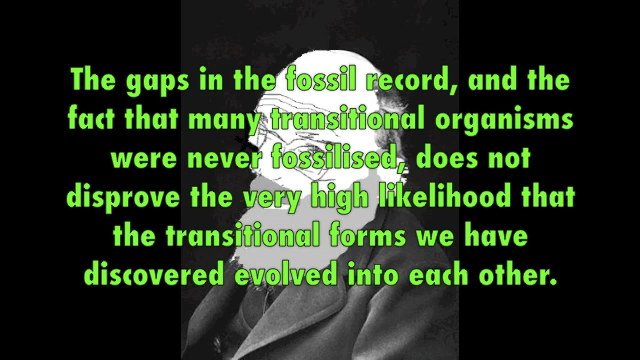 The gaps in the fossil record, and the
fact that many transitional organisms
were never fossilised, does not
disprove the very high likelihood that
the transitional forms we have
discovered evolved into each other.